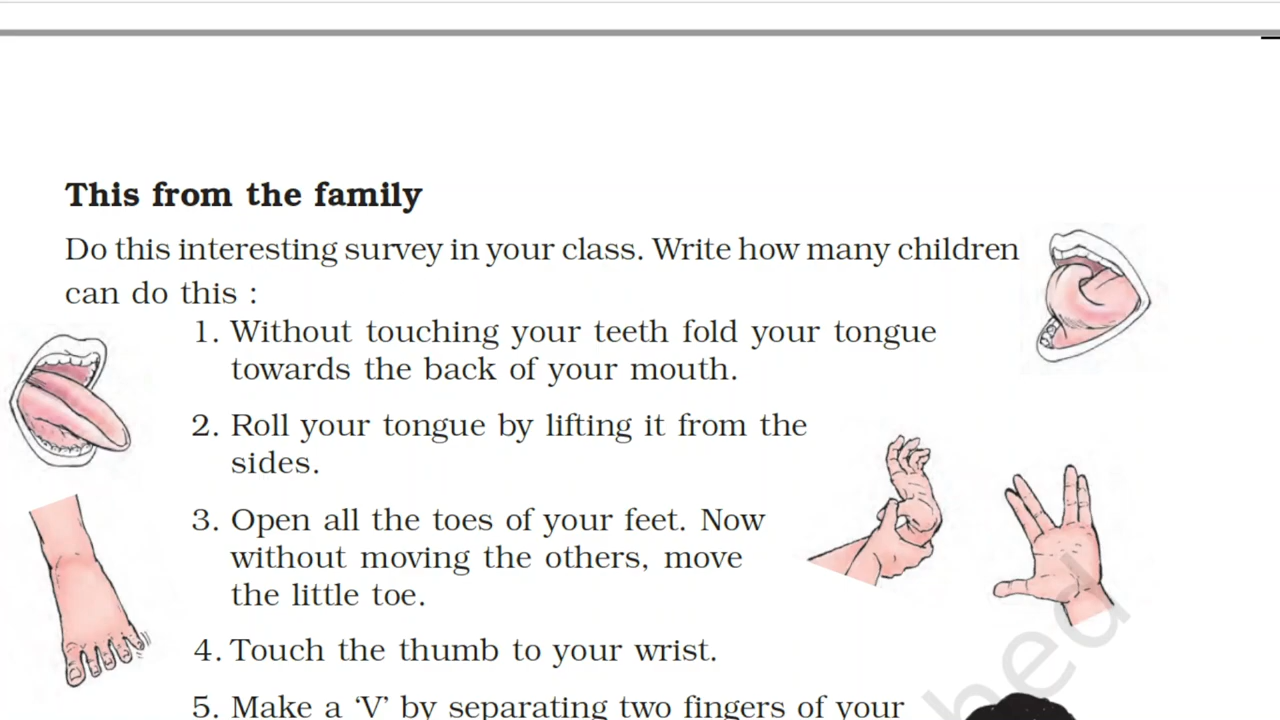 This from the family
Do this interesting survey in your class. Write how many children
can do this :
1. Without touching your teeth fold your tongue
towards the back of your mouth.
2. Roll your tongue by lifting it from the
sides.
3. Open all the toes of your feet. Now
without moving the others, move
the little toe.
4. Touch the thumb to your wrist.
5. Make a ‘V’ by separating two fingers of your